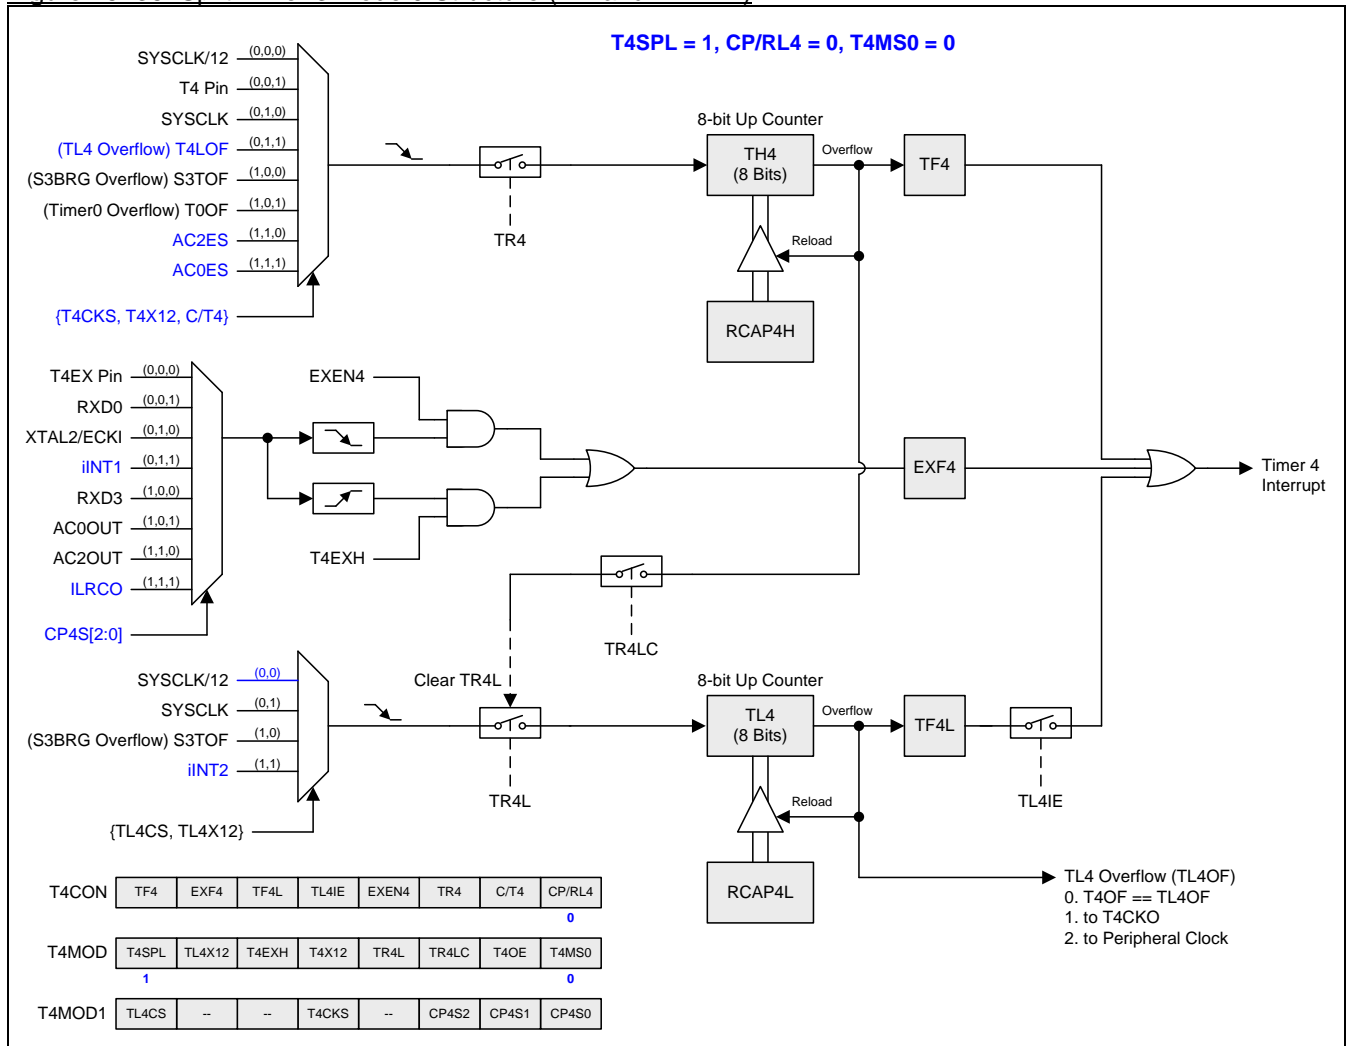 T4SPL = 1, CP/RL4 = 0, T4MS0 = 0
SYSCLK/12 (0,0,0)
T4 Pin (0,0,1)
SYSCLK (0,1,0)
(TL4 Overflow) T4LOF (0,1,1)
(S3BRG Overflow) S3TOF (1,0,0)
(Timer0 Overflow) T0OF (1,0,1)
AC2ES (1,1,0)
AC0ES (1,1,1)
{T4CKS, T4X12, C/T4}
TR4
8-bit Up Counter
TH4
(8 Bits)
Overflow
TF4
Reload
RCAP4H
T4EX Pin (0,0,0)
RXD0 (0,0,1)
XTAL2/ECKI (0,1,0)
iINT1 (0,1,1)
RXD3 (1,0,0)
AC0OUT (1,0,1)
AC2OUT (1,1,0)
ILRCO (1,1,1)
CP4S[2:0]
EXEN4
T4EXH
EXF4
Timer 4
Interrupt
TR4LC
SYSCLK/12 (0,0)
SYSCLK (0,1)
(S3BRG Overflow) S3TOF (1,0)
iINT2 (1,1)
{TL4CS, TL4X12}
Clear TR4L
TR4L
8-bit Up Counter
TL4
(8 Bits)
Overflow
TF4L
TL4IE
Reload
RCAP4L
TL4 Overflow (TL4OF)
0. T4OF == TL4OF
1. to T4CKO
2. to Peripheral Clock
T4CON TF4 EXF4 TF4L TL4IE EXEN4 TR4 C/T4 CP/RL4
0
T4MOD T4SPL TL4X12 T4EXH T4X12 TR4L TR4LC T4OE T4MS0
1 0
T4MOD1 TL4CS -- -- T4CKS -- CP4S2 CP4S1 CP4S0